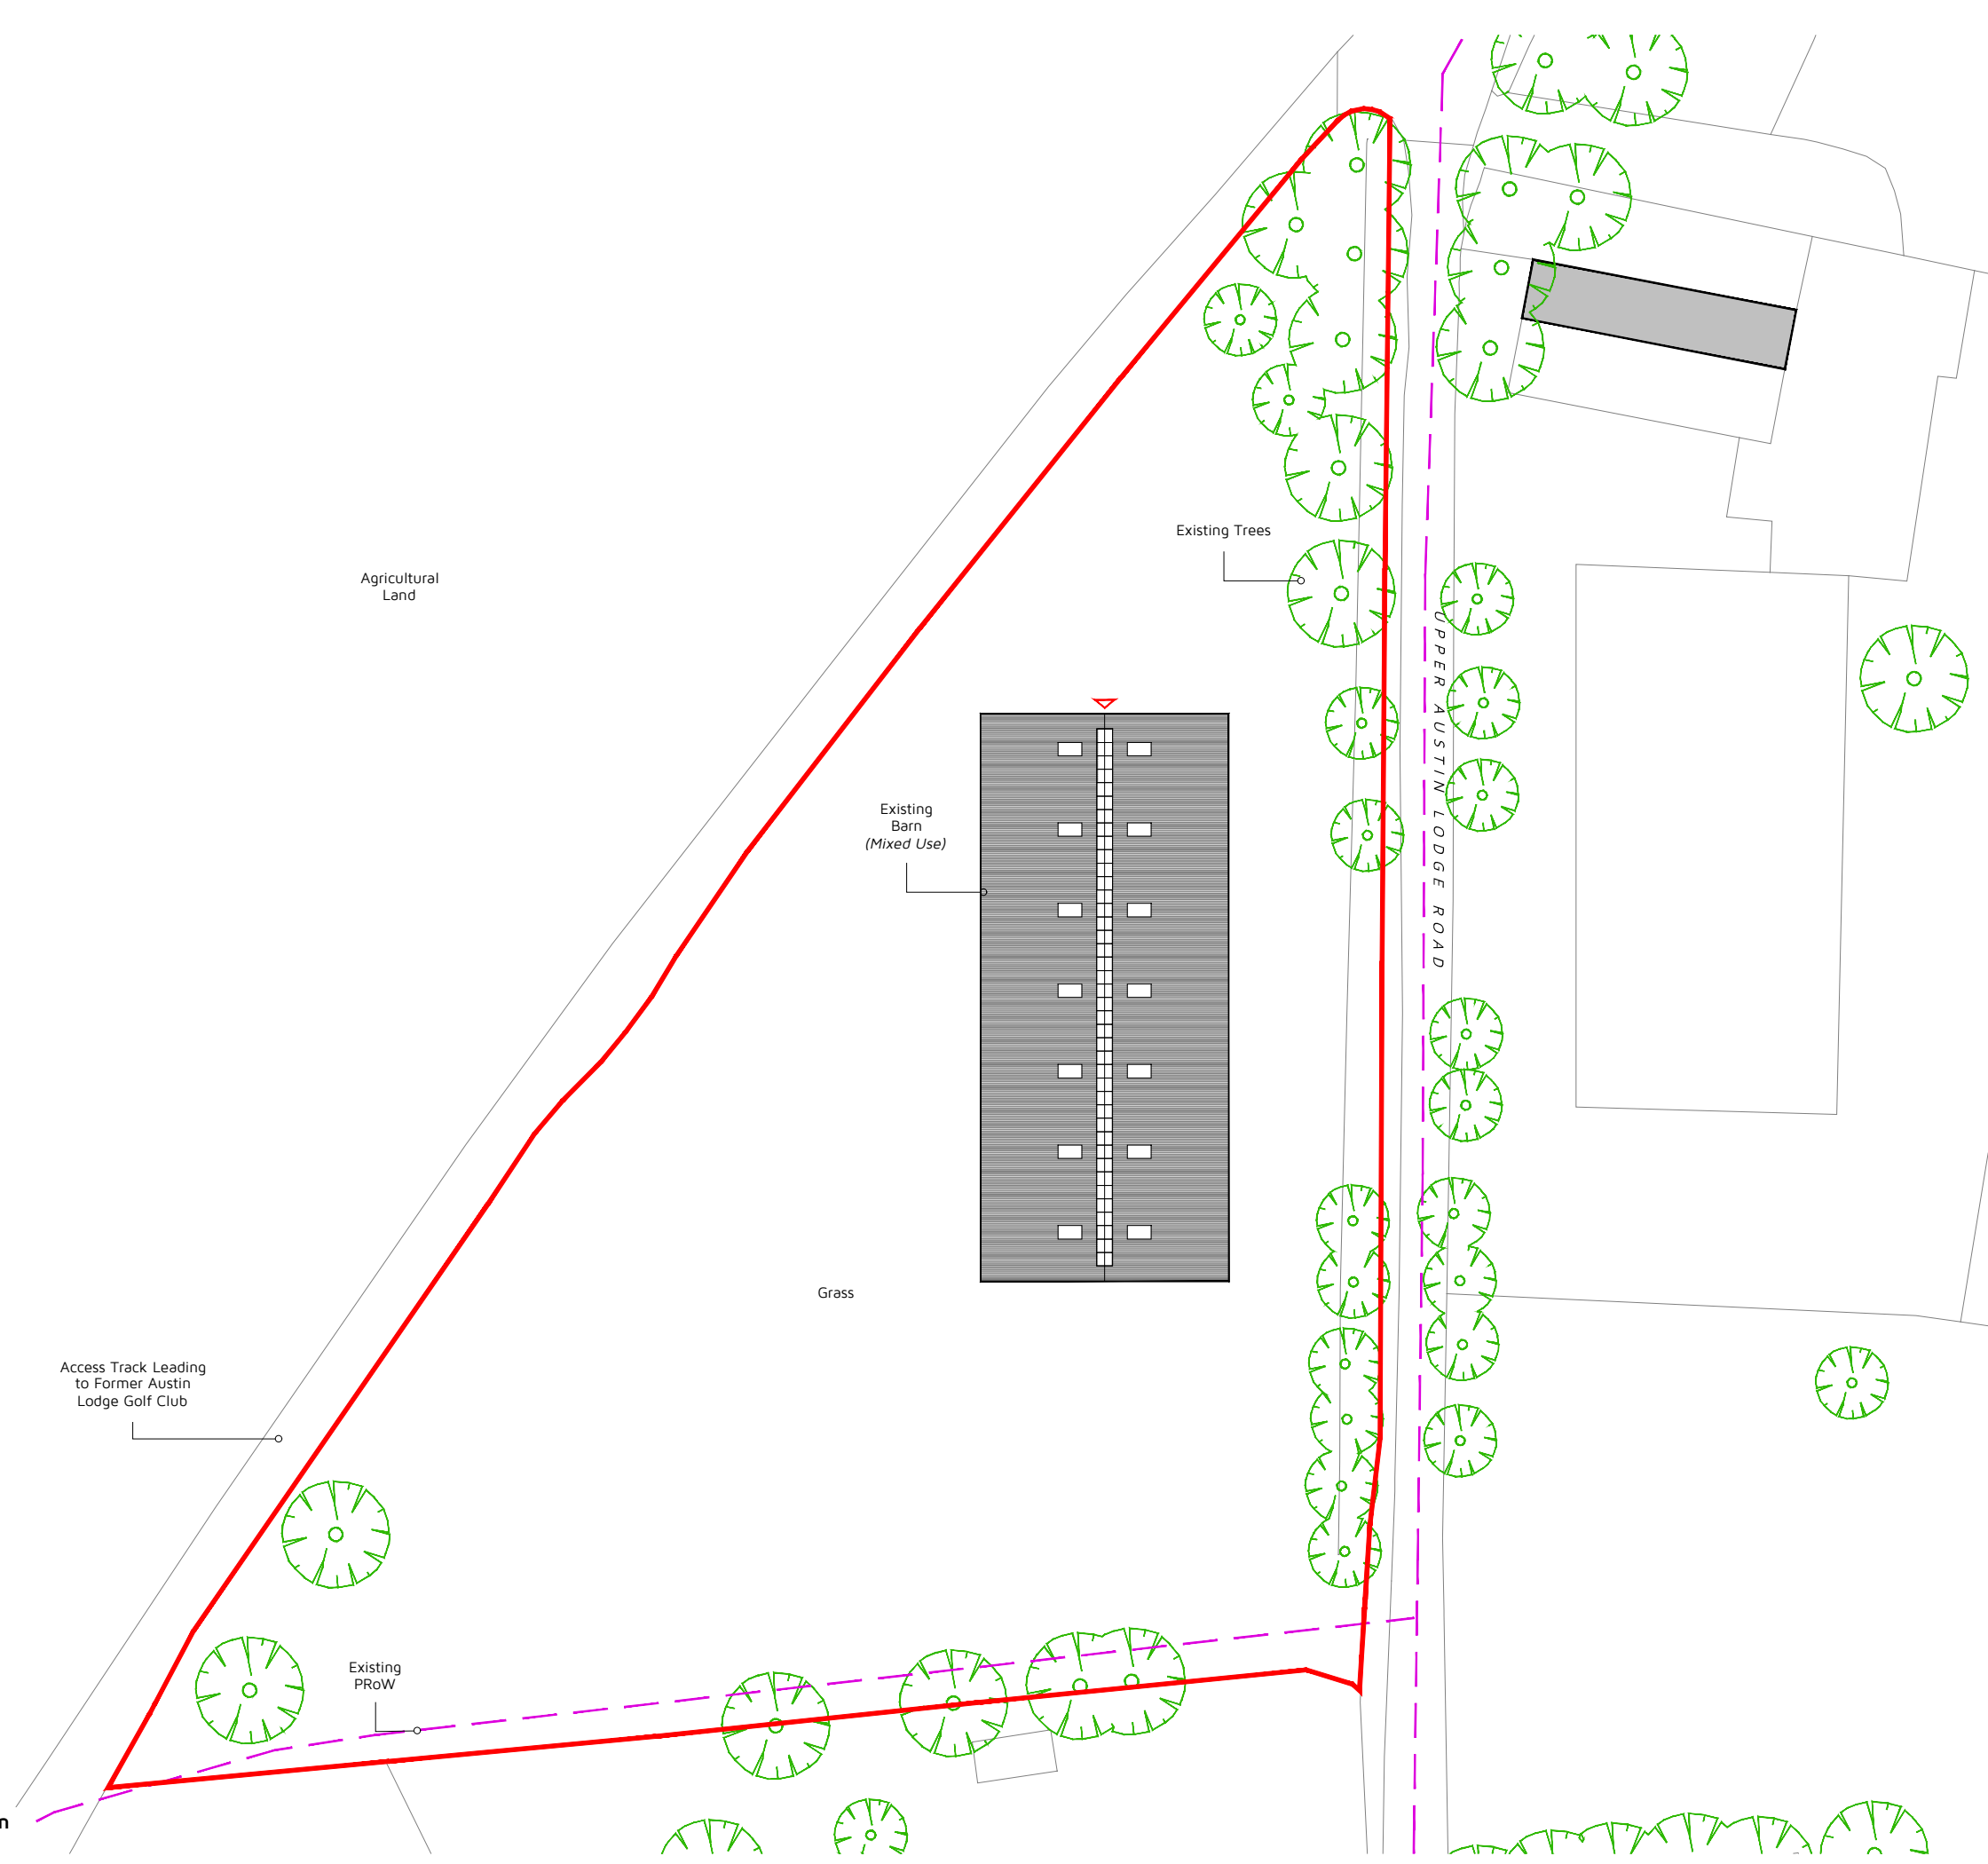 Existing Trees
Agricultural
Land
UPPER AUSTIN LODGE ROAD
Existing
Barn
(Mixed Use)
Grass
Access Track Leading
to Former Austin
Lodge Golf Club
Existing
PRoW
n